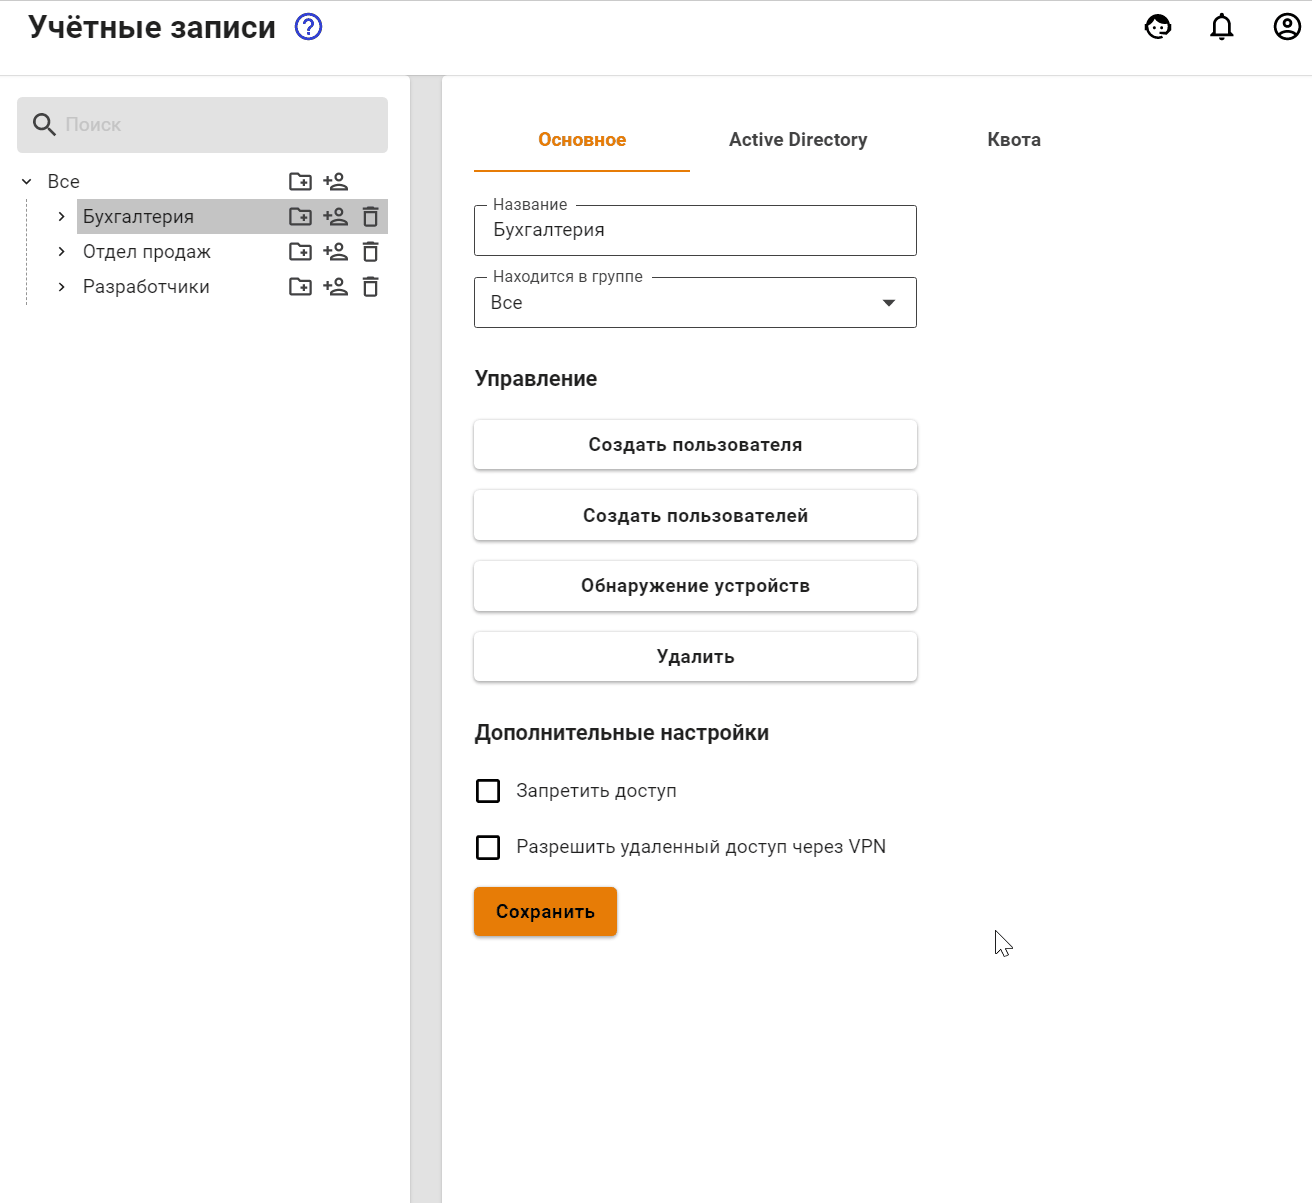 Учётные записи
Поиск
Все
Бухгалтерия
Отдел продаж
Разработчики
Основное
Active Directory
Квота
Название
Бухгалтерия
Находится в группе
Все
Управление
Создать пользователя
Создать пользователей
Обнаружение устройств
Удалить
Дополнительные настройки
Запретить доступ
Разрешить удаленный доступ через VPN
Сохранить